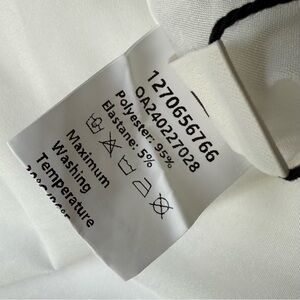 1270656766
OA240227028
Polyester: 95%
Elastane: 5%
Maximum
Washing
Temperature